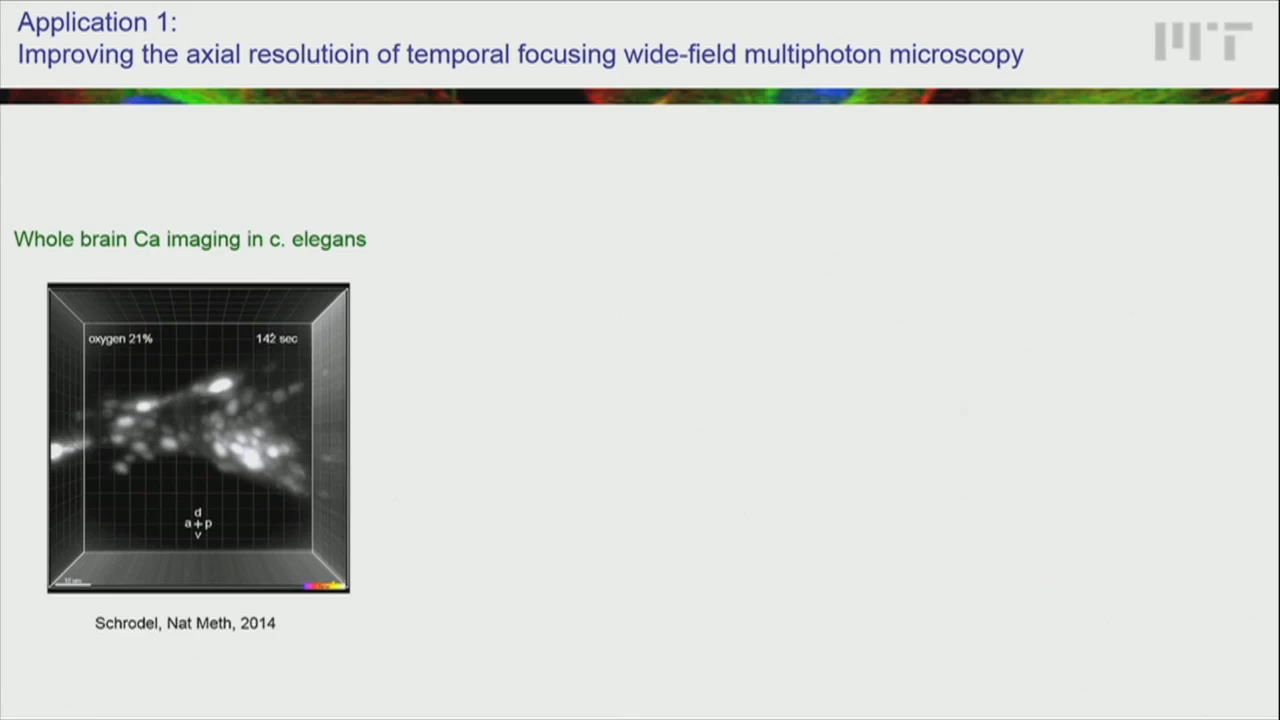 Application 1:
Improving the axial resolutioin of temporal focusing wide-field multiphoton microscopy
MIT
Whole brain Ca imaging in c. elegans
oxygen 21%
142 sec
d
a + p
v
Schrodel, Nat Meth, 2014